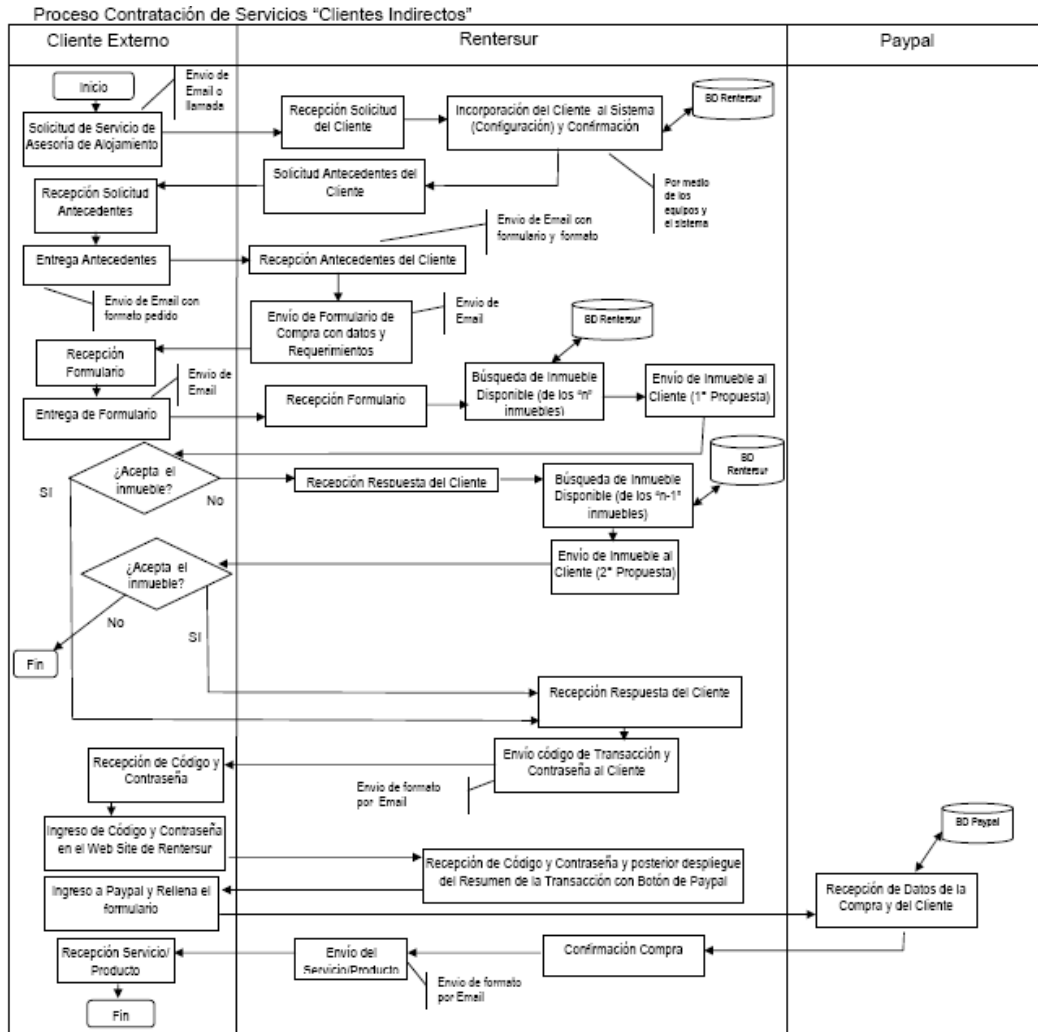 Proceso Contratación de Servicios "Clientes Indirectos"
Cliente Externo
Rentersur
Paypal
Inicio
Envio de
Email o
llamada
Solicitud de Servicio de
Asesoría de Alojamiento
Recepción Solicitud
del Cliente
Incorporación del Cliente al Sistema
(Configuración) y Confirmación
BD Rentersur
Solicitud Antecedentes del
Cliente
Por medio
de los
equipos y
el sistema
Recepción Solicitud
Antecedentes
Envio de Email con
formulario y formato
Entrega Antecedentes
Recepción Antecedentes del Cliente
Envio de Email con
formato pedido
Envío de Formulario de
Compra con datos y
Requerimientos
Envio de
Email
BD Rentersur
Recepción
Formulario
Envio de
Email
Entrega de Formulario
Recepción Formulario
Búsqueda de Inmueble
Disponible (de los "n"
inmuebles)
Envío de Inmueble al
Cliente (1° Propuesta)
¿Acepta el
inmueble?
SI
No
Recepción Respuesta del Cliente
Búsqueda de Inmueble
Disponible (de los "n-1"
inmuebles)
BD
Rentersur
Envío de Inmueble al
Cliente (2° Propuesta)
¿Acepta el
inmueble?
No
SI
Fin
Recepción Respuesta del Cliente
Envío código de Transacción y
Contraseña al Cliente
Envio de formato
por Email
Recepción de Código y
Contraseña
Ingreso de Código y Contraseña
en el Web Site de Rentersur
Recepción de Código y Contraseña y posterior despliegue
del Resumen de la Transacción con Botón de Paypal
BD Paypal
Ingreso a Paypal y Rellena el
formulario
Recepción de Datos de la
Compra y del Cliente
Confirmación Compra
Envío del
Servicio/Producto
Envio de formato
por Email
Recepción Servicio/
Producto
Fin